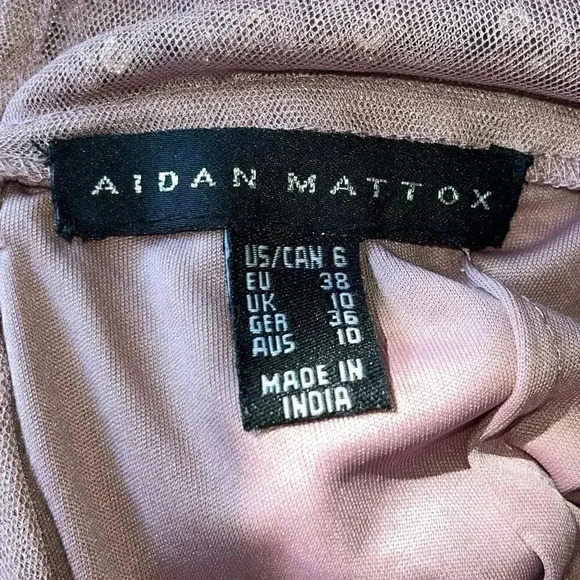 AIDAN MATTOX
US/CAN 6
EU 38
UK 10
GER 36
AUS 10
MADE IN
INDIA